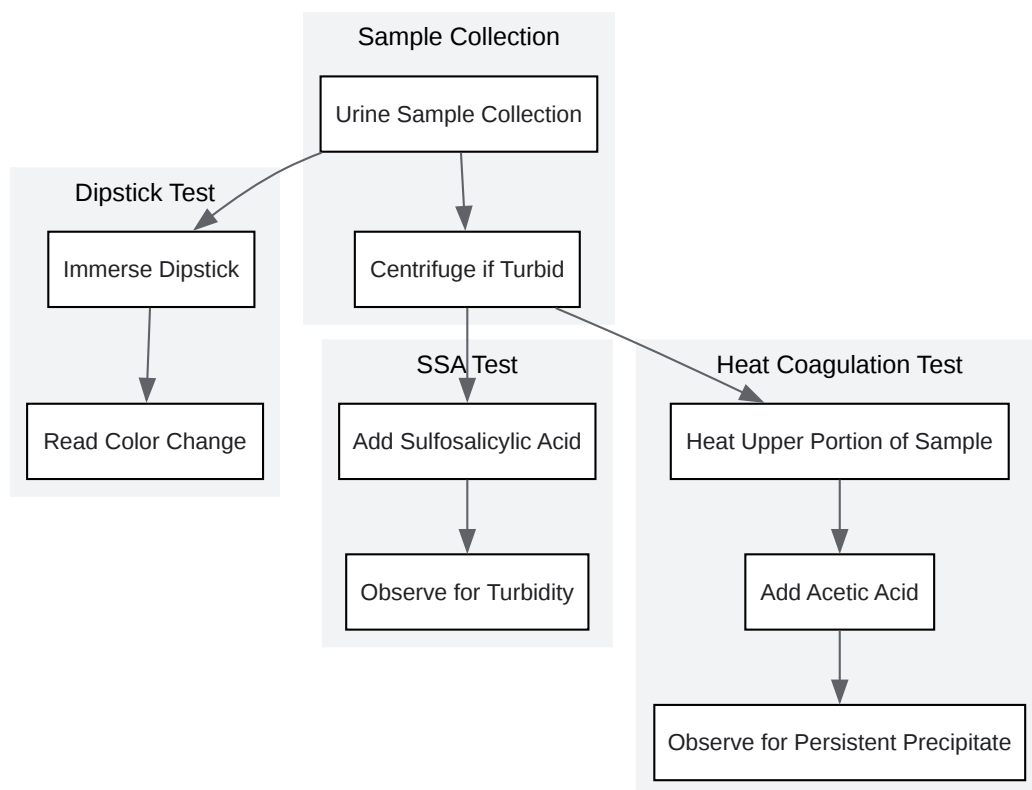 Sample Collection
Urine Sample Collection
Centrifuge if Turbid
Dipstick Test
Immerse Dipstick
Read Color Change
SSA Test
Add Sulfosalicylic Acid
Observe for Turbidity
Heat Coagulation Test
Heat Upper Portion of Sample
Add Acetic Acid
Observe for Persistent Precipitate